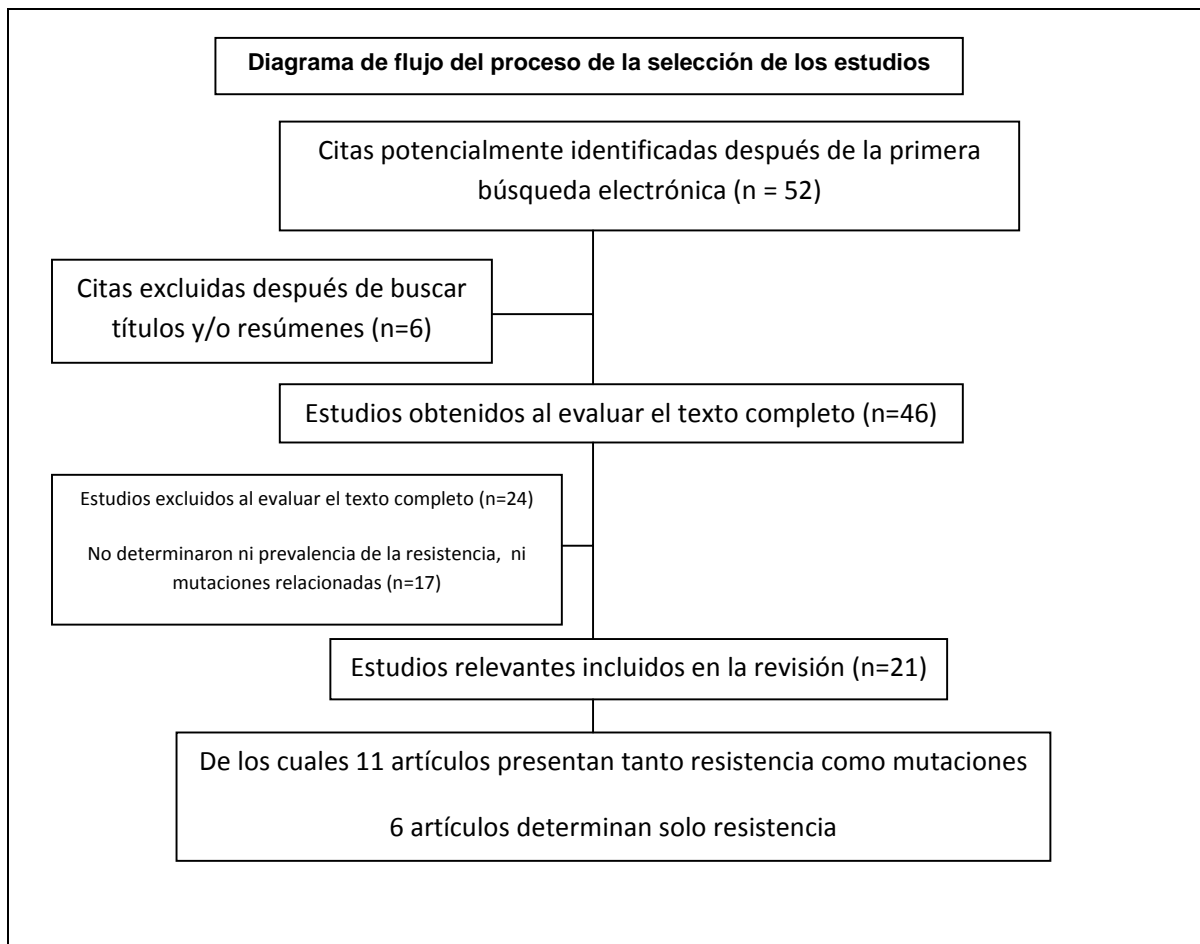 Diagrama de flujo del proceso de la selección de los estudios
Citas potencialmente identificadas después de la primera
búsqueda electrónica (n = 52)
Citas excluidas después de buscar
títulos y/o resúmenes (n=6)
Estudios obtenidos al evaluar el texto completo (n=46)
Estudios excluidos al evaluar el texto completo (n=24)
No determinaron ni prevalencia de la resistencia, ni
mutaciones relacionadas (n=17)
Estudios relevantes incluidos en la revisión (n=21)
De los cuales 11 artículos presentan tanto resistencia como mutaciones
6 artículos determinan solo resistencia